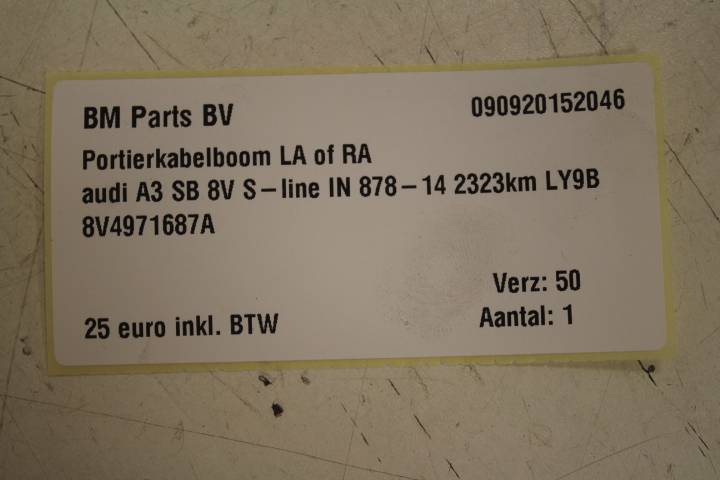 BM Parts BV 090920152046
Portierkabelboom LA of RA
audi A3 SB 8V S-line IN 878-14 2323km LY9B
8V4971687A
Verz: 50
25 euro inkl. BTW Aantal: 1